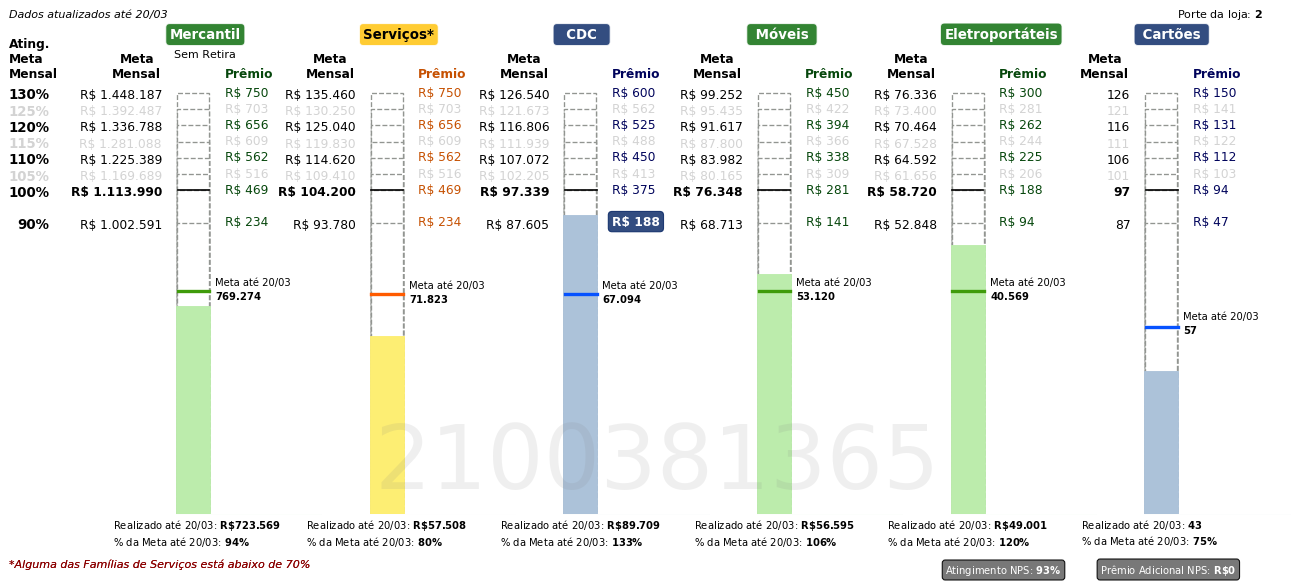 Dados atualizados até 20/03
Porte da loja: 2
Mercantil Serviços* CDC Móveis Eletroportáteis Cartões
Sem Retira
Ating. Meta Mensal
Meta Mensal Prêmio Meta Mensal Prêmio Meta Mensal Prêmio Meta Mensal Prêmio Meta Mensal Prêmio Meta Mensal Prêmio
130% R$ 1.448.187 R$ 750 R$ 135.460 R$ 750 R$ 126.540 R$ 600 R$ 99.252 R$ 450 R$ 76.336 R$ 300 126 R$ 150
125% R$ 1.392.487 R$ 703 R$ 130.250 R$ 703 R$ 121.673 R$ 562 R$ 95.435 R$ 422 R$ 73.400 R$ 281 121 R$ 141
120% R$ 1.336.788 R$ 656 R$ 125.040 R$ 656 R$ 116.806 R$ 525 R$ 91.617 R$ 394 R$ 70.464 R$ 262 116 R$ 131
115% R$ 1.281.088 R$ 609 R$ 119.830 R$ 609 R$ 111.939 R$ 488 R$ 87.800 R$ 366 R$ 67.528 R$ 244 111 R$ 122
110% R$ 1.225.389 R$ 562 R$ 114.620 R$ 562 R$ 107.072 R$ 450 R$ 83.982 R$ 338 R$ 64.592 R$ 225 106 R$ 112
105% R$ 1.169.689 R$ 516 R$ 109.410 R$ 516 R$ 102.205 R$ 413 R$ 80.165 R$ 309 R$ 61.656 R$ 206 101 R$ 103
100% R$ 1.113.990 R$ 469 R$ 104.200 R$ 469 R$ 97.339 R$ 375 R$ 76.348 R$ 281 R$ 58.720 R$ 188 97 R$ 94
90% R$ 1.002.591 R$ 234 R$ 93.780 R$ 234 R$ 87.605 R$ 188 R$ 68.713 R$ 141 R$ 52.848 R$ 94 87 R$ 47
Meta até 20/03 Meta até 20/03 Meta até 20/03 Meta até 20/03 Meta até 20/03
769.274 71.823 67.094 53.120 40.569
Meta até 20/03
57
2100381365
Realizado até 20/03: R$723.569 Realizado até 20/03: R$57.508 Realizado até 20/03: R$89.709 Realizado até 20/03: R$56.595 Realizado até 20/03: R$49.001 Realizado até 20/03: 43
% da Meta até 20/03: 94% % da Meta até 20/03: 80% % da Meta até 20/03: 133% % da Meta até 20/03: 106% % da Meta até 20/03: 120% % da Meta até 20/03: 75%
*Alguma das Famílias de Serviços está abaixo de 70%
Atingimento NPS: 93% Prêmio Adicional NPS: R$0